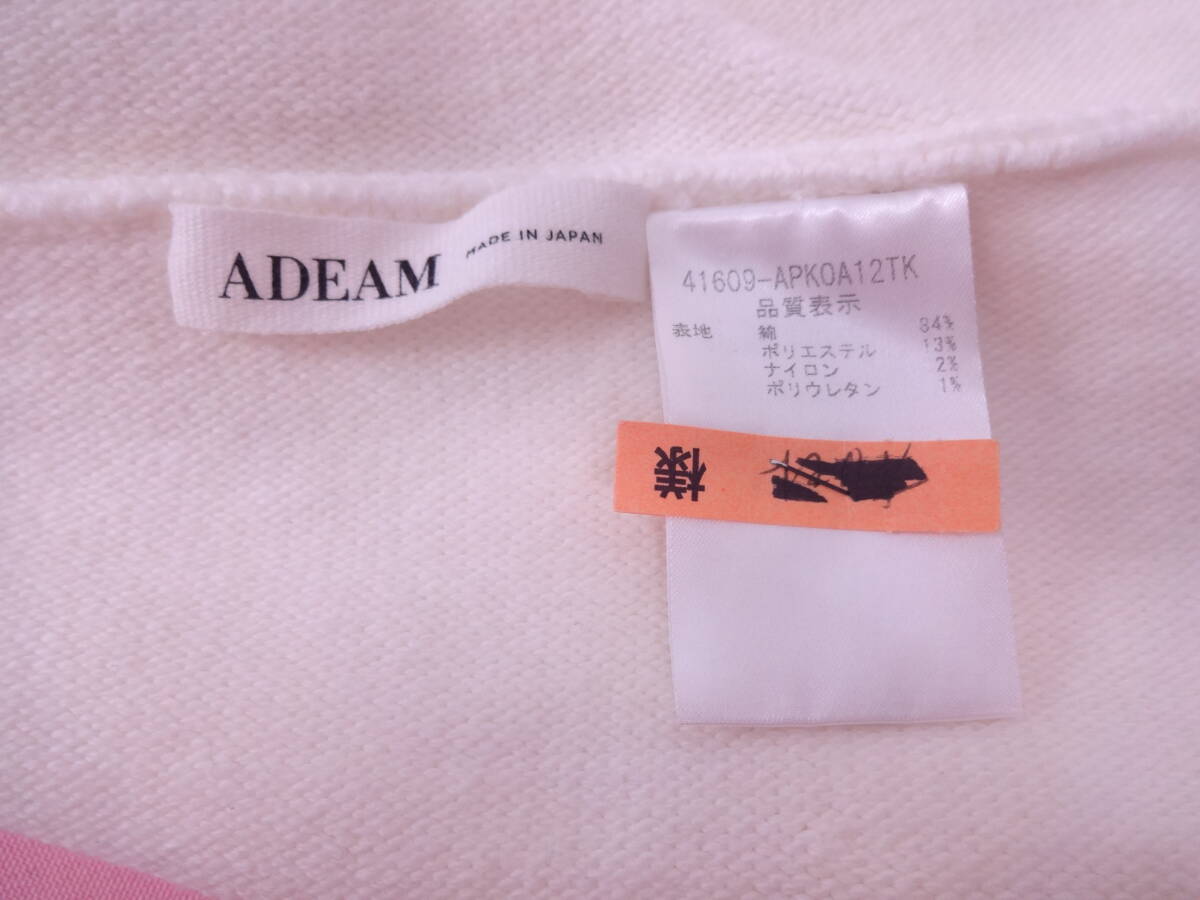 ADEAM
MADE IN JAPAN
41609-APKOA12TK
品質表示
表地 綿 84%
ポリエステル 13%
ナイロン 2%
ポリウレタン 1%
様